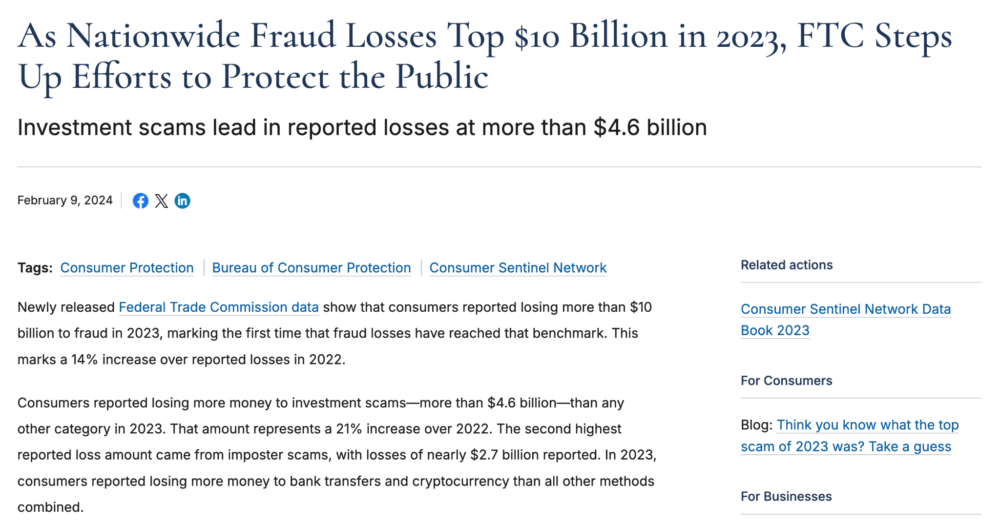 As Nationwide Fraud Losses Top $10 Billion in 2023, FTC Steps
Up Efforts to Protect the Public
Investment scams lead in reported losses at more than $4.6 billion
February 9, 2024
Tags: Consumer Protection | Bureau of Consumer Protection | Consumer Sentinel Network
Newly released Federal Trade Commission data show that consumers reported losing more than $10
billion to fraud in 2023, marking the first time that fraud losses have reached that benchmark. This
marks a 14% increase over reported losses in 2022.
Consumers reported losing more money to investment scams—more than $4.6 billion—than any
other category in 2023. That amount represents a 21% increase over 2022. The second highest
reported loss amount came from imposter scams, with losses of nearly $2.7 billion reported. In 2023,
consumers reported losing more money to bank transfers and cryptocurrency than all other methods
combined.
Related actions
Consumer Sentinel Network Data
Book 2023
For Consumers
Blog: Think you know what the top
scam of 2023 was? Take a guess
For Businesses